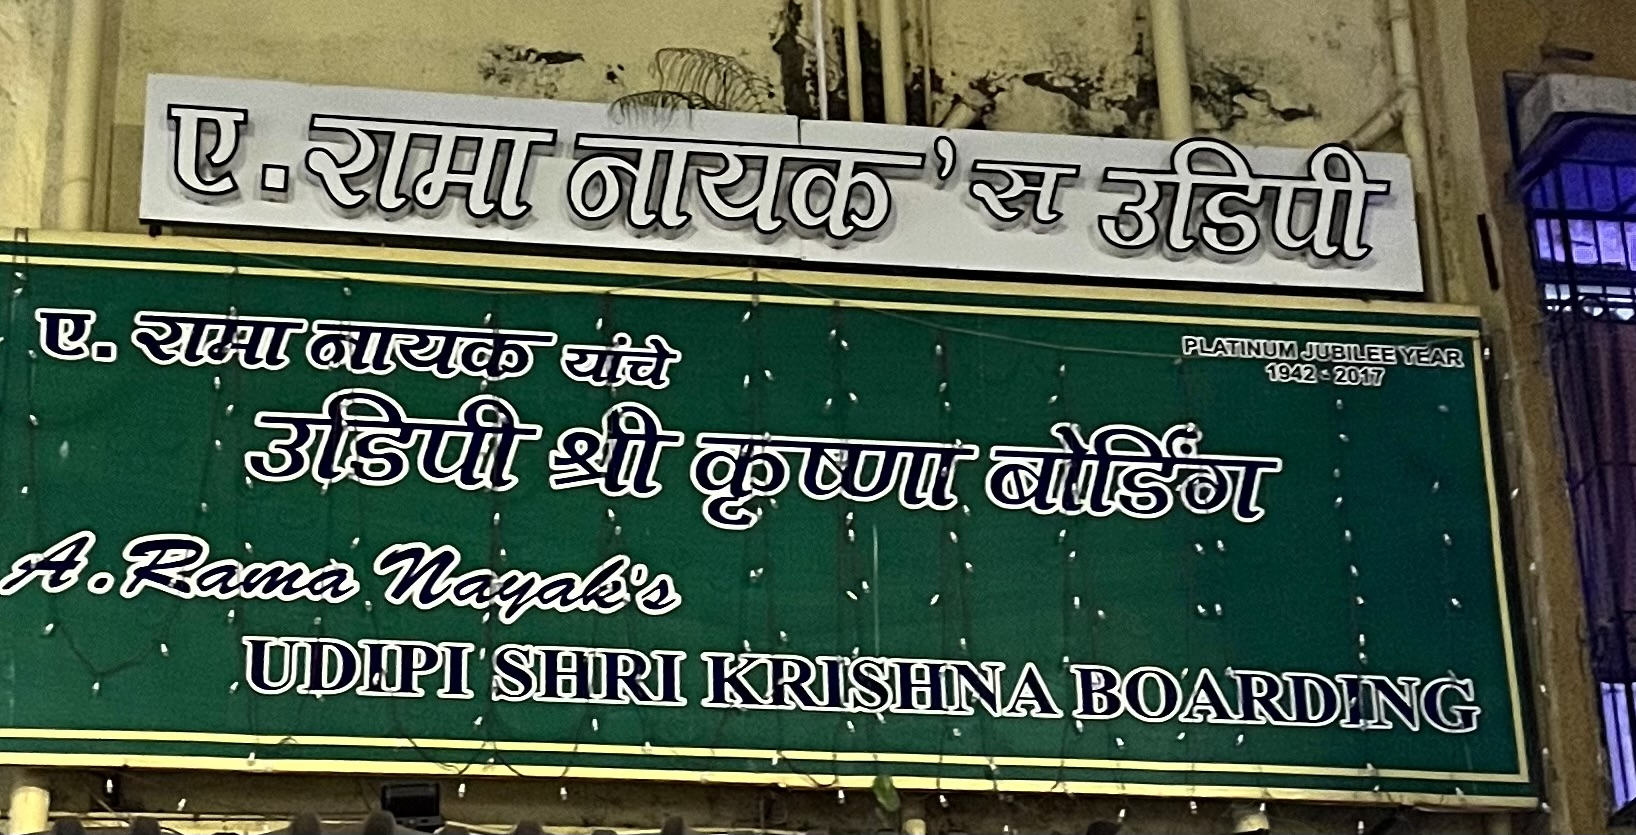 ए. रामा नायक'स उडिपी
ए. रामा नायक यांचे
PLATINUM JUBILEE YEAR
1942 - 2017
उडिपी श्री कृष्णा बोर्डिंग
A. Rama Nayak's
UDIPI SHRI KRISHNA BOARDING